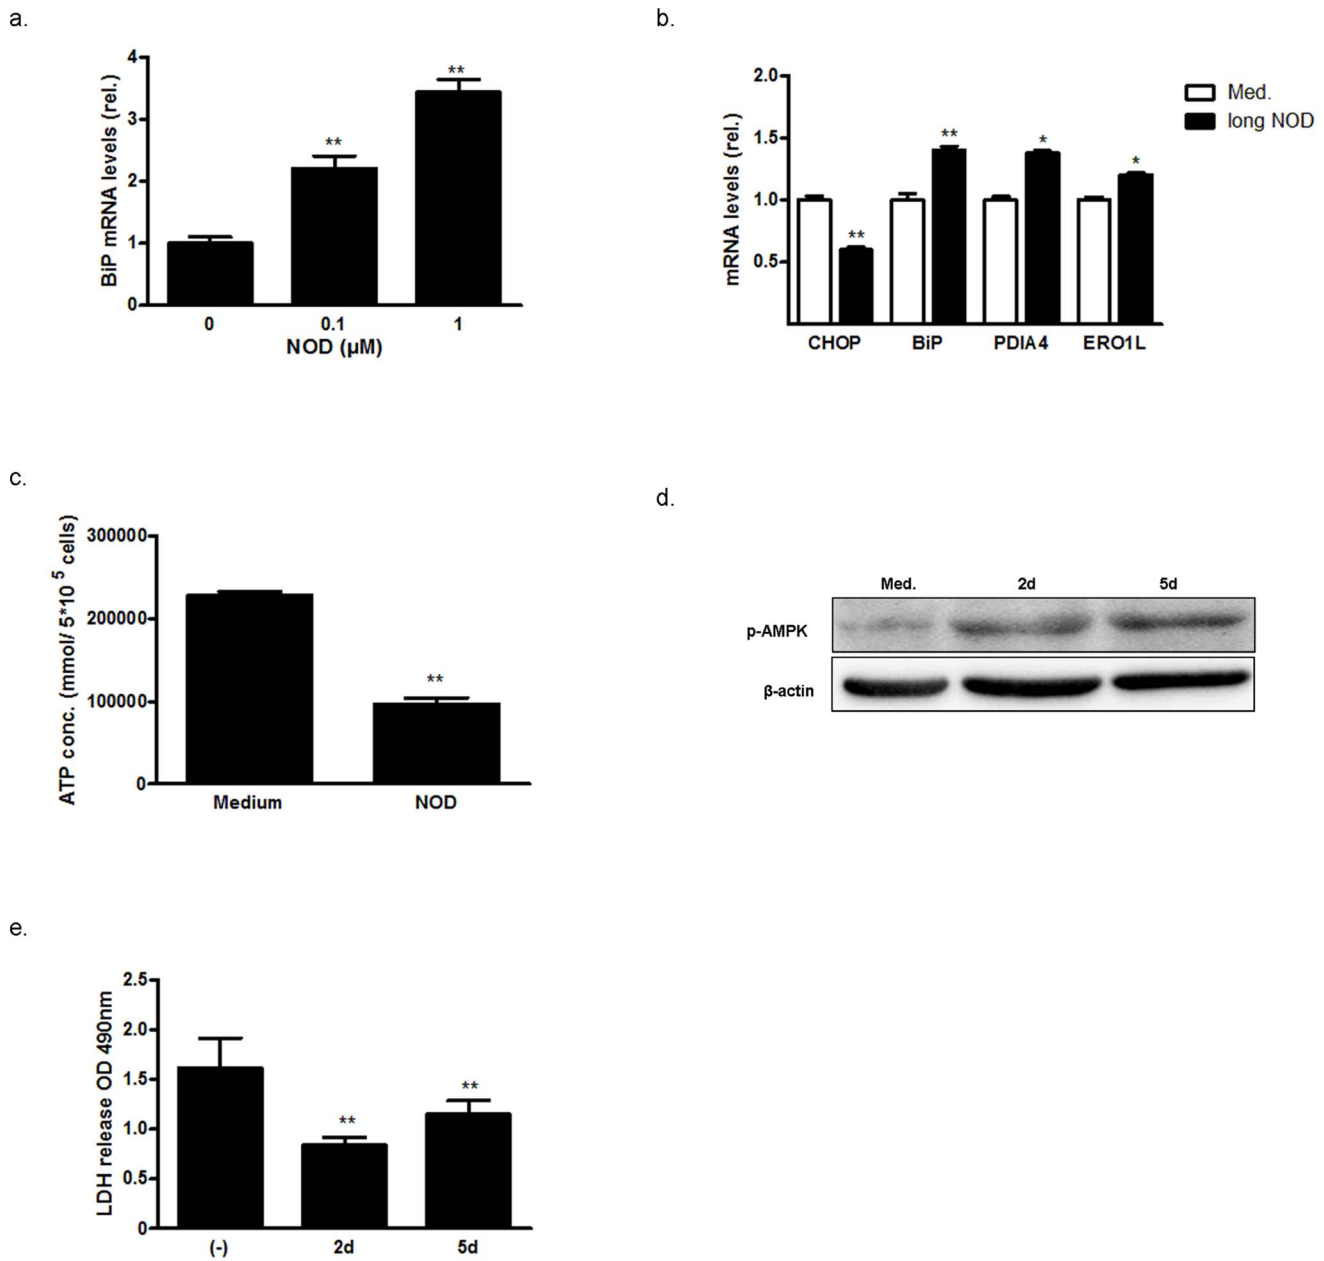 a.
BiP mRNA levels (rel.)
4
3
2
1
0
**
**
0 0.1 1
NOD (µM)
b.
mRNA levels (rel.)
2.0
1.5
1.0
0.5
**
**
*
*
CHOP BiP PDIA4 ERO1L
Med.
long NOD
c.
ATP conc. (mmol/ 5*10 5 cells)
300000
200000
100000
0
**
Medium NOD
d.
Med. 2d 5d
p-AMPK
β-actin
e.
LDH release OD 490nm
2.5
2.0
1.5
1.0
0.5
0
**
**
(-) 2d 5d